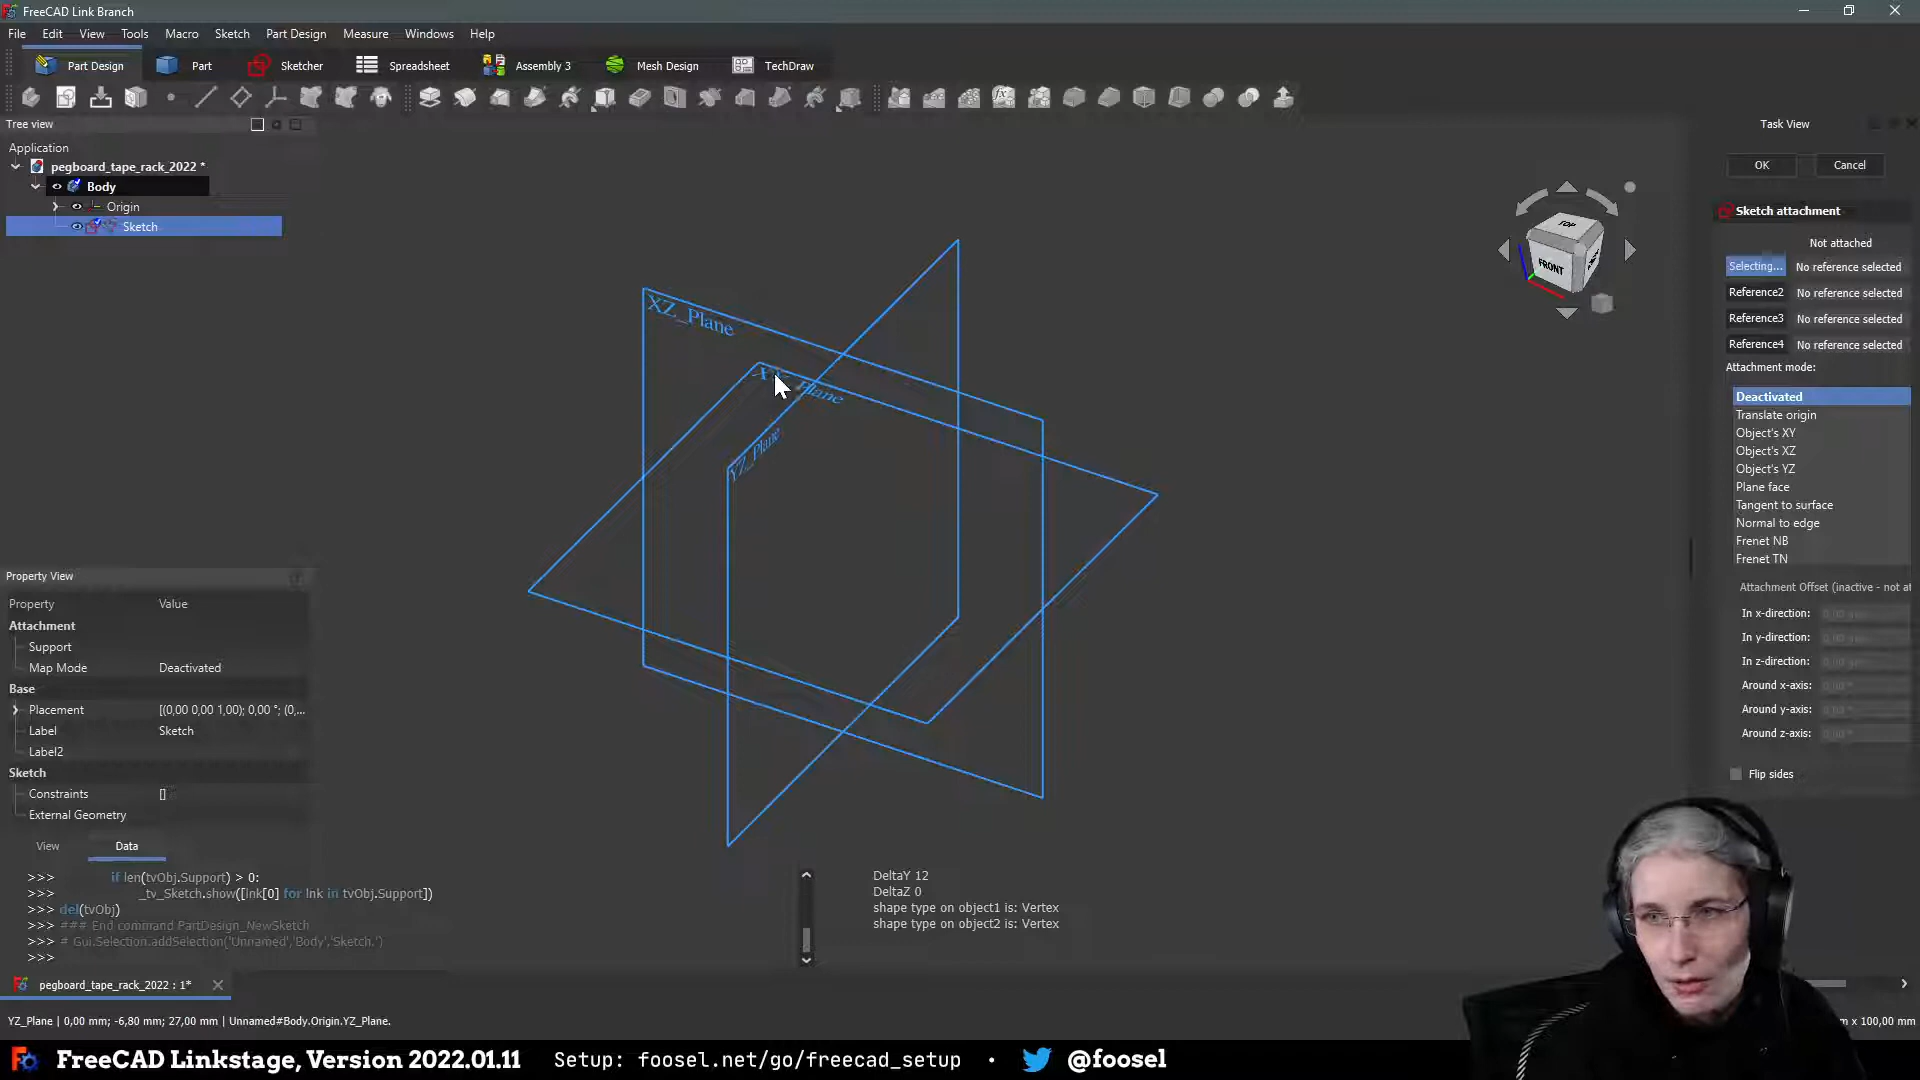 FreeCAD Link Branch
File Edit View Tools Macro Sketch Part Design Measure Windows Help
Part Design Part Sketcher Spreadsheet Assembly 3 Mesh Design TechDraw
Tree view
Application
pegboard_tape_rack_2022 *
Body
Origin
Sketch
XZ_Plane
YZ_Plane
TOP
FRONT
Task View
OK Cancel
Sketch attachment
Not attached
Selecting... No reference selected
Reference2 No reference selected
Reference3 No reference selected
Reference4 No reference selected
Attachment mode:
Deactivated
Translate origin
Object's XY
Object's XZ
Object's YZ
Plane face
Tangent to surface
Normal to edge
Frenet NB
Frenet TN
Attachment Offset (inactive - not at
In x-direction:
In y-direction:
In z-direction:
Around x-axis:
Around y-axis:
Around z-axis:
Flip sides
Property View
Property Value
Attachment
Support
Map Mode Deactivated
Base
Placement [(0,00 0,00 1,00); 0,00 °; (0,...
Label Sketch
Label2
Sketch
Constraints []
External Geometry
View Data
>>> if len(tvObj.Support) > 0:
>>> _tv_Sketch.show([lnk[0] for lnk in tvObj.Support])
>>> del(tvObj)
>>> ### End command PartDesign_NewSketch
>>> # Gui.Selection.addSelection('Unnamed','Body','Sketch.')
>>>
DeltaY 12
DeltaZ 0
shape type on object1 is: Vertex
shape type on object2 is: Vertex
pegboard_tape_rack_2022 : 1*
YZ_Plane | 0,00 mm; -6,80 mm; 27,00 mm | Unnamed#Body.Origin.YZ_Plane.
m x 100,00 mm
FreeCAD Linkstage, Version 2022.01.11 Setup: foosel.net/go/freecad_setup • @foosel